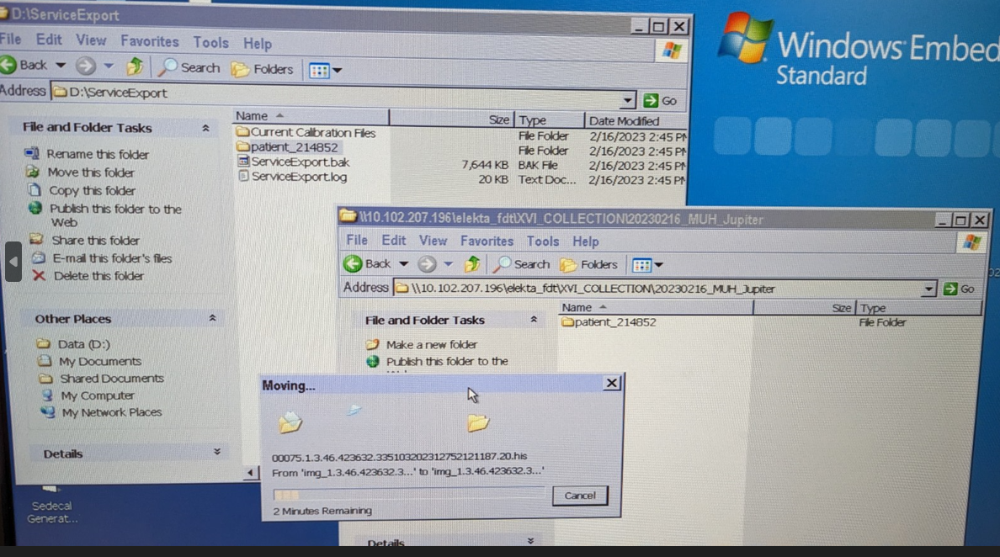 D:\ServiceExport
File Edit View Favorites Tools Help
Back Search Folders
Address D:\ServiceExport Go
File and Folder Tasks
Rename this folder
Move this folder
Copy this folder
Publish this folder to the
Web
Share this folder
E-mail this folder's files
Delete this folder
Other Places
Data (D:)
My Documents
Shared Documents
My Computer
My Network Places
Details
Name Size Type Date Modified
Current Calibration Files File Folder 2/16/2023 2:45 PM
patient_214852 File Folder 2/16/2023 2:45 PM
ServiceExport.bak 7,644 KB BAK File 2/16/2023 2:45 PM
ServiceExport.log 20 KB Text Doc... 2/16/2023 2:45 PM
Windows Embed
Standard
\\10.102.207.196\elekta_fdt\XVI_COLLECTION\20230216_MUH_Jupiter
File Edit View Favorites Tools Help
Back Search Folders
Address \\10.102.207.196\elekta_fdt\XVI_COLLECTION\20230216_MUH_Jupiter Go
File and Folder Tasks
Make a new folder
Publish this folder to the
Details
Name Size Type
patient_214852 File Folder
Moving...
00075.1.3.46.423632.335103202312752121187.20.his
From 'img_1.3.46.423632.3...' to 'img_1.3.46.423632.3...'
Cancel
2 Minutes Remaining
Sedecal
Generat...